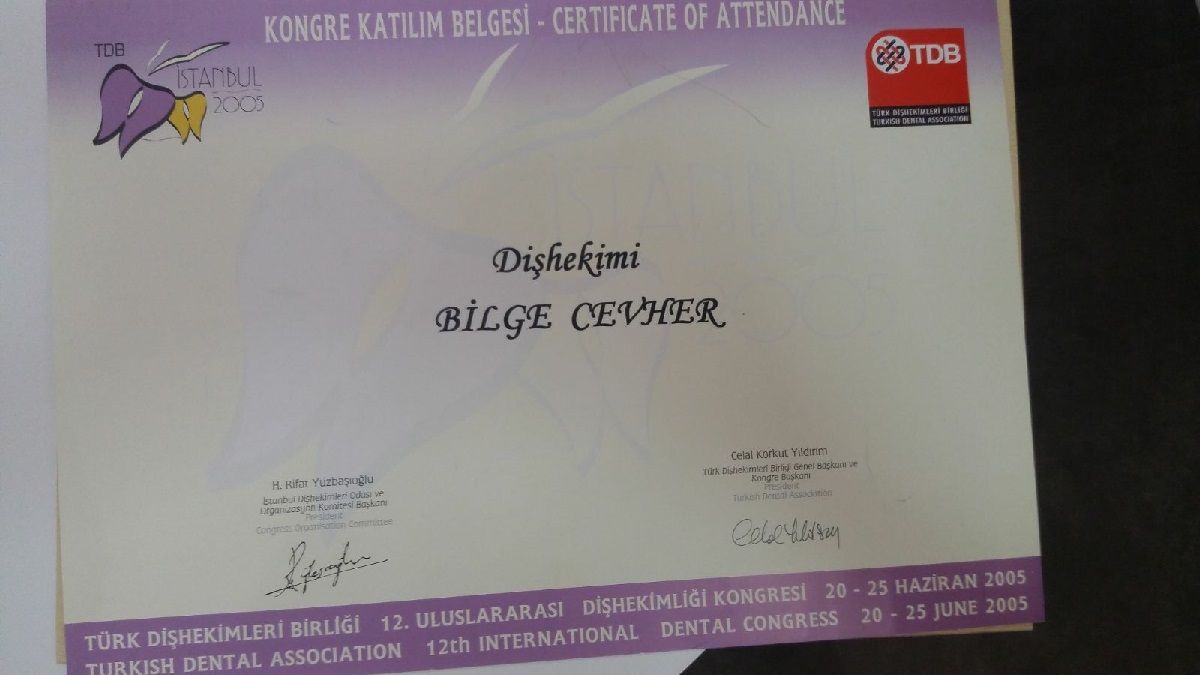 KONGRE KATILIM BELGESİ - CERTIFICATE OF ATTENDANCE
TDB
İSTANBUL
2005
TDB
TÜRK DİŞHEKİMLERİ BİRLİĞİ
TURKISH DENTAL ASSOCIATION
İSTANBUL
2005
Dişhekimi
BİLGE CEVHER
H. Rifat Yüzbaşıoğlu
İstanbul Dişhekimleri Odası ve
Organizasyon Komitesi Başkanı
President
Congress Organisation Committee
Celal Korkut Yıldırım
Türk Dişhekimleri Birliği Genel Başkanı ve
Kongre Başkanı
President
Turkish Dental Association
TÜRK DİŞHEKİMLERİ BİRLİĞİ 12. ULUSLARARASI DİŞHEKİMLİĞİ KONGRESİ 20 - 25 HAZİRAN 2005
TURKISH DENTAL ASSOCIATION 12th INTERNATIONAL DENTAL CONGRESS 20 - 25 JUNE 2005